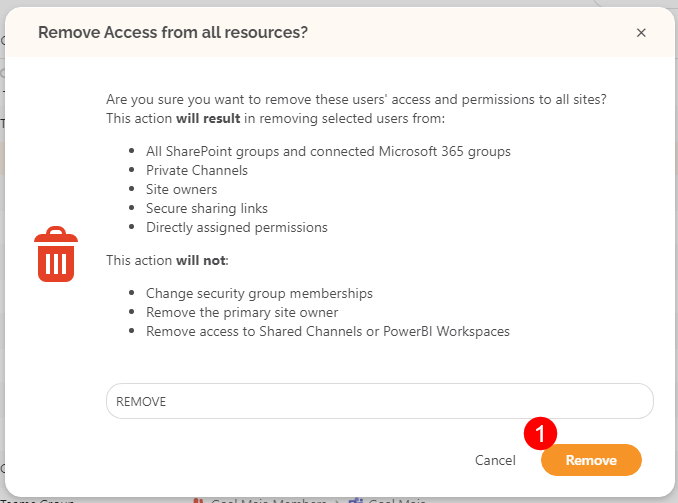 Remove Access from all resources?
Are you sure you want to remove these users' access and permissions to all sites?
This action will result in removing selected users from:
All SharePoint groups and connected Microsoft 365 groups
Private Channels
Site owners
Secure sharing links
Directly assigned permissions
This action will not:
Change security group memberships
Remove the primary site owner
Remove access to Shared Channels or PowerBI Workspaces
REMOVE
1
Cancel
Remove